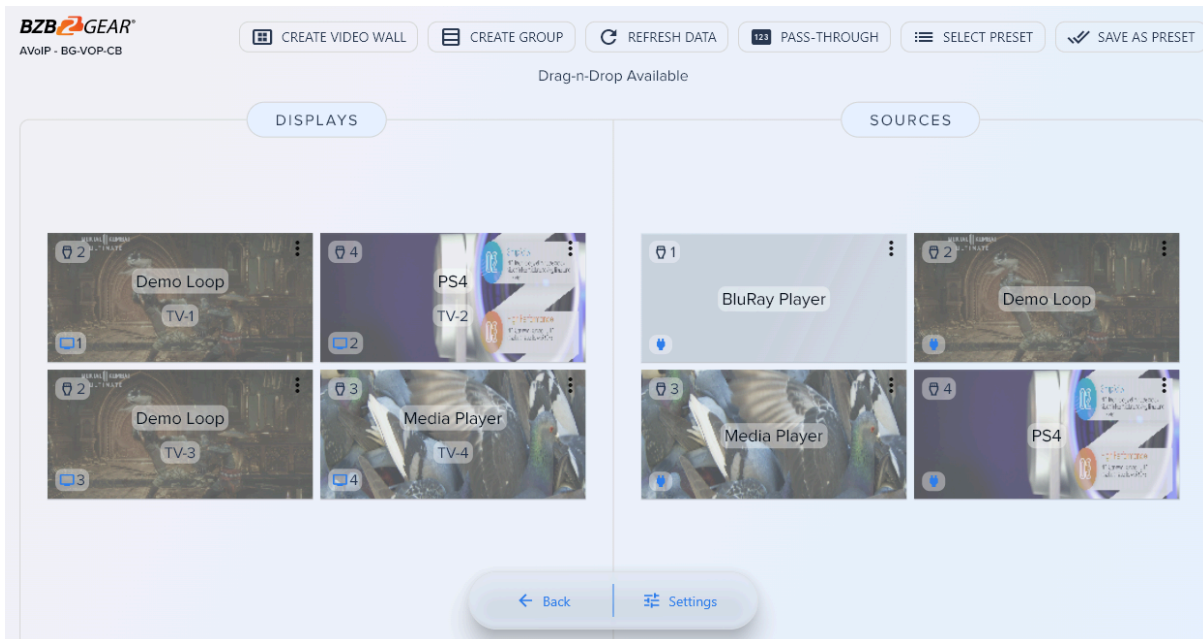 BZBGEAR®
AVoIP - BG-VOP-CB
CREATE VIDEO WALL
CREATE GROUP
REFRESH DATA
123 PASS-THROUGH
SELECT PRESET
SAVE AS PRESET
Drag-n-Drop Available
DISPLAYS
2
Demo Loop
TV-1
1
4
PS4
TV-2
2
2
Demo Loop
TV-3
3
3
Media Player
TV-4
4
SOURCES
1
BluRay Player
2
Demo Loop
3
Media Player
4
PS4
Back
Settings